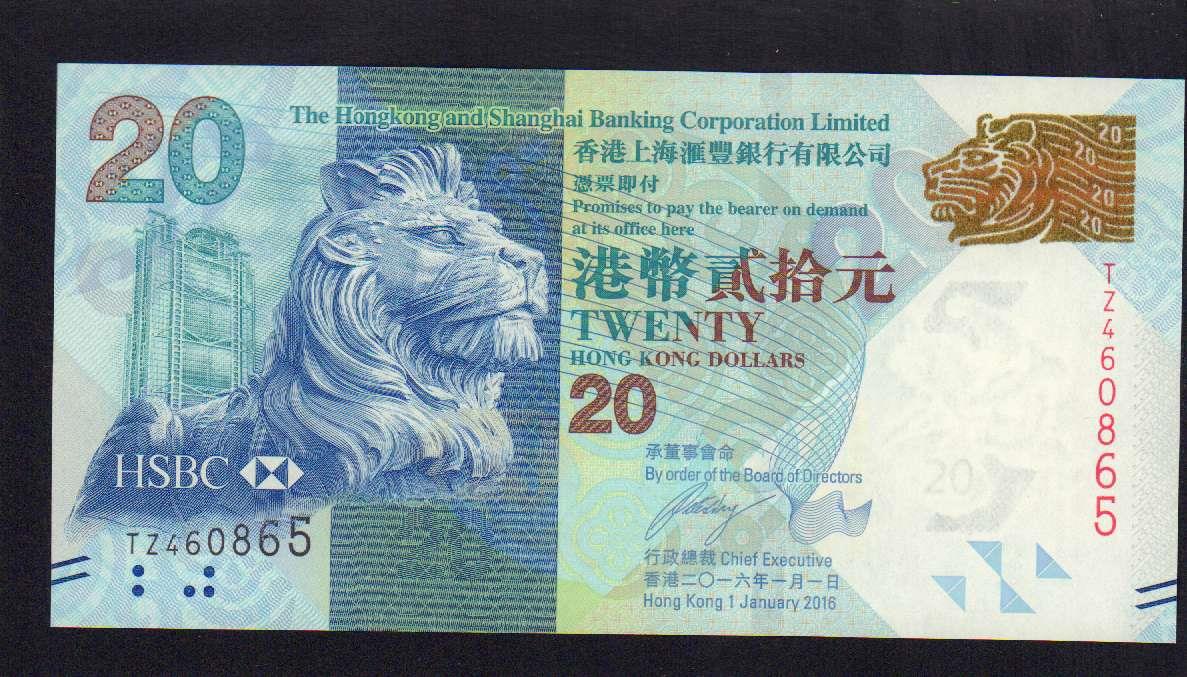 20
The Hongkong and Shanghai Banking Corporation Limited
香港上海滙豐銀行有限公司
憑票即付
Promises to pay the bearer on demand
at its office here
港幣貳拾元
TWENTY
HONG KONG DOLLARS
20
承董事會命
By order of the Board of Directors
行政總裁 Chief Executive
香港二〇一六年一月一日
Hong Kong 1 January 2016
HSBC
TZ460865
20
20
20
20
TZ460865
20